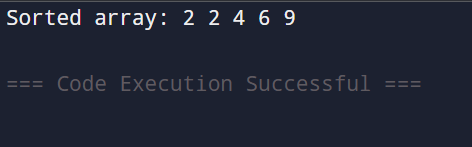 Sorted array: 2 2 4 6 9
=== Code Execution Successful ===